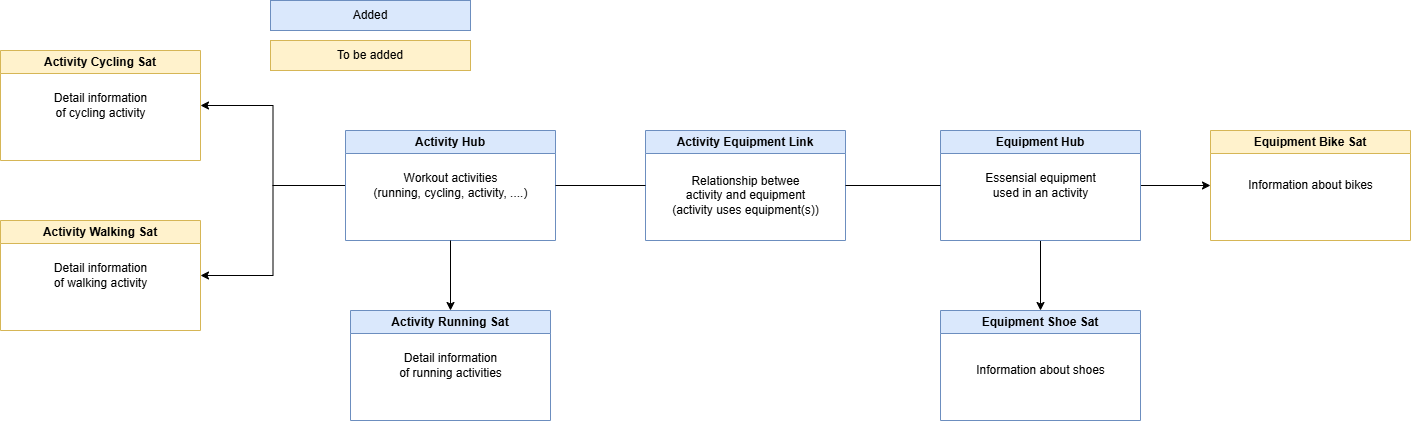 Added
To be added
Activity Cycling Sat
Detail information
of cycling activity
Activity Hub
Workout activities
(running, cycling, activity, ....)
Activity Equipment Link
Relationship betwee
activity and equipment
(activity uses equipment(s))
Equipment Hub
Essensial equipment
used in an activity
Equipment Bike Sat
Information about bikes
Activity Walking Sat
Detail information
of walking activity
Activity Running Sat
Detail information
of running activities
Equipment Shoe Sat
Information about shoes